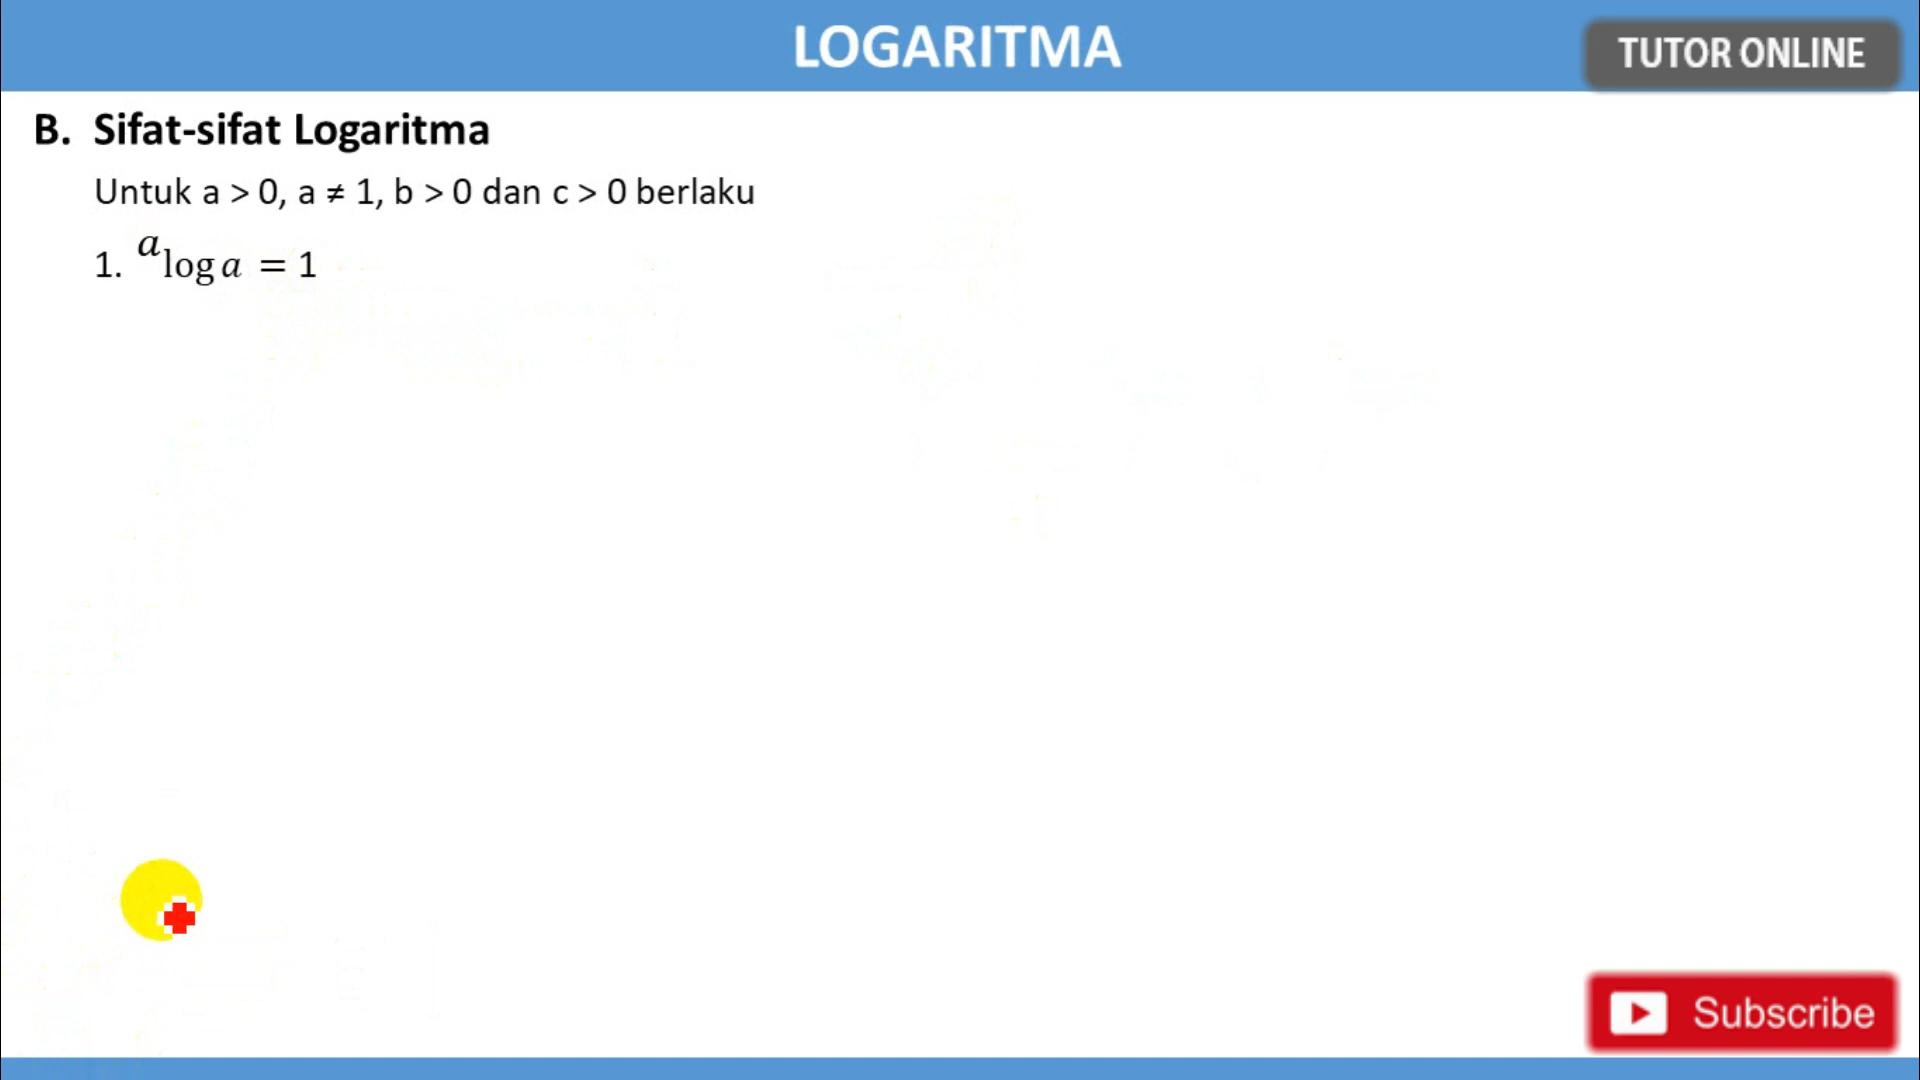 LOGARITMA
TUTOR ONLINE
B. Sifat-sifat Logaritma
Untuk a > 0, a ≠ 1, b > 0 dan c > 0 berlaku
1. ᵃlog a = 1
Subscribe